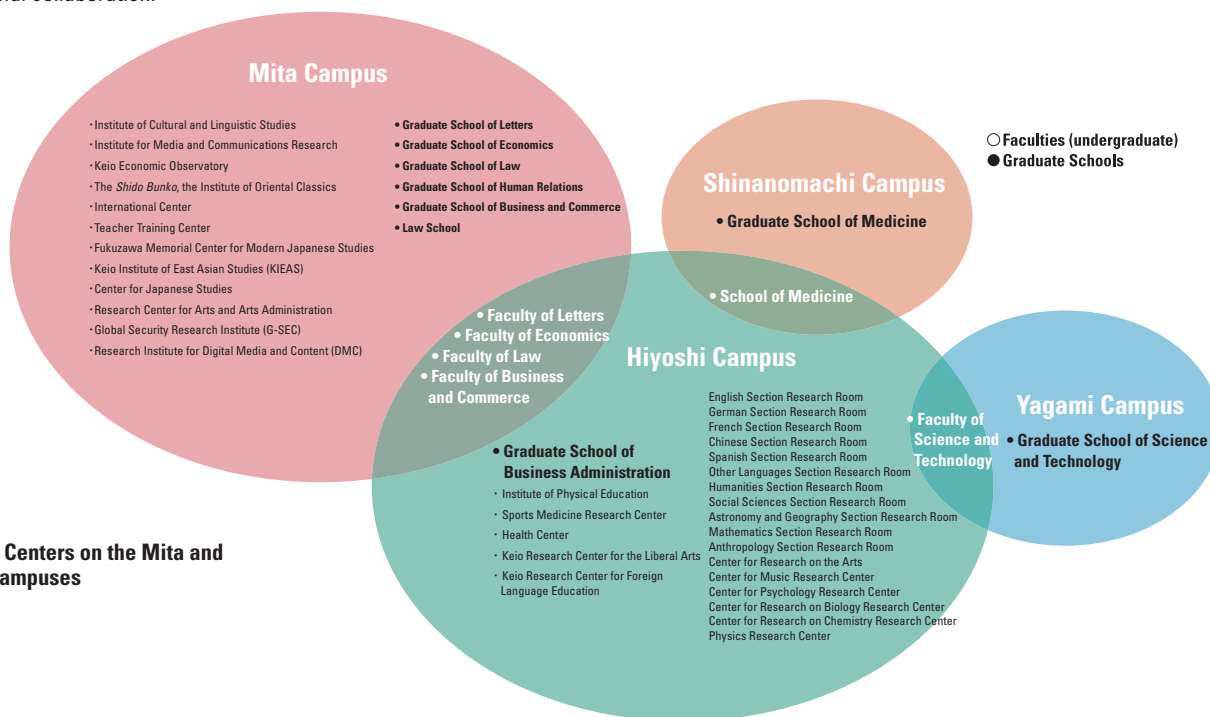 nal collaboration.
Mita Campus
・Institute of Cultural and Linguistic Studies
・Institute for Media and Communications Research
・Keio Economic Observatory
・The Shido Bunko, the Institute of Oriental Classics
・International Center
・Teacher Training Center
・Fukuzawa Memorial Center for Modern Japanese Studies
・Keio Institute of East Asian Studies (KIEAS)
・Center for Japanese Studies
・Research Center for Arts and Arts Administration
・Global Security Research Institute (G-SEC)
・Research Institute for Digital Media and Content (DMC)
• Graduate School of Letters
• Graduate School of Economics
• Graduate School of Law
• Graduate School of Human Relations
• Graduate School of Business and Commerce
• Law School
Shinanomachi Campus
• Graduate School of Medicine
○ Faculties (undergraduate)
● Graduate Schools
• School of Medicine
• Faculty of Letters
• Faculty of Economics
• Faculty of Law
• Faculty of Business
and Commerce
Hiyoshi Campus
• Graduate School of
Business Administration
・Institute of Physical Education
・Sports Medicine Research Center
・Health Center
・Keio Research Center for the Liberal Arts
・Keio Research Center for Foreign
Language Education
English Section Research Room
German Section Research Room
French Section Research Room
Chinese Section Research Room
Spanish Section Research Room
Other Languages Section Research Room
Humanities Section Research Room
Social Sciences Section Research Room
Astronomy and Geography Section Research Room
Mathematics Section Research Room
Anthropology Section Research Room
Center for Research on the Arts
Center for Music Research Center
Center for Psychology Research Center
Center for Research on Biology Research Center
Center for Research on Chemistry Research Center
Physics Research Center
• Faculty of
Science and
Technology
Yagami Campus
• Graduate School of Science
and Technology
Centers on the Mita and
ampuses